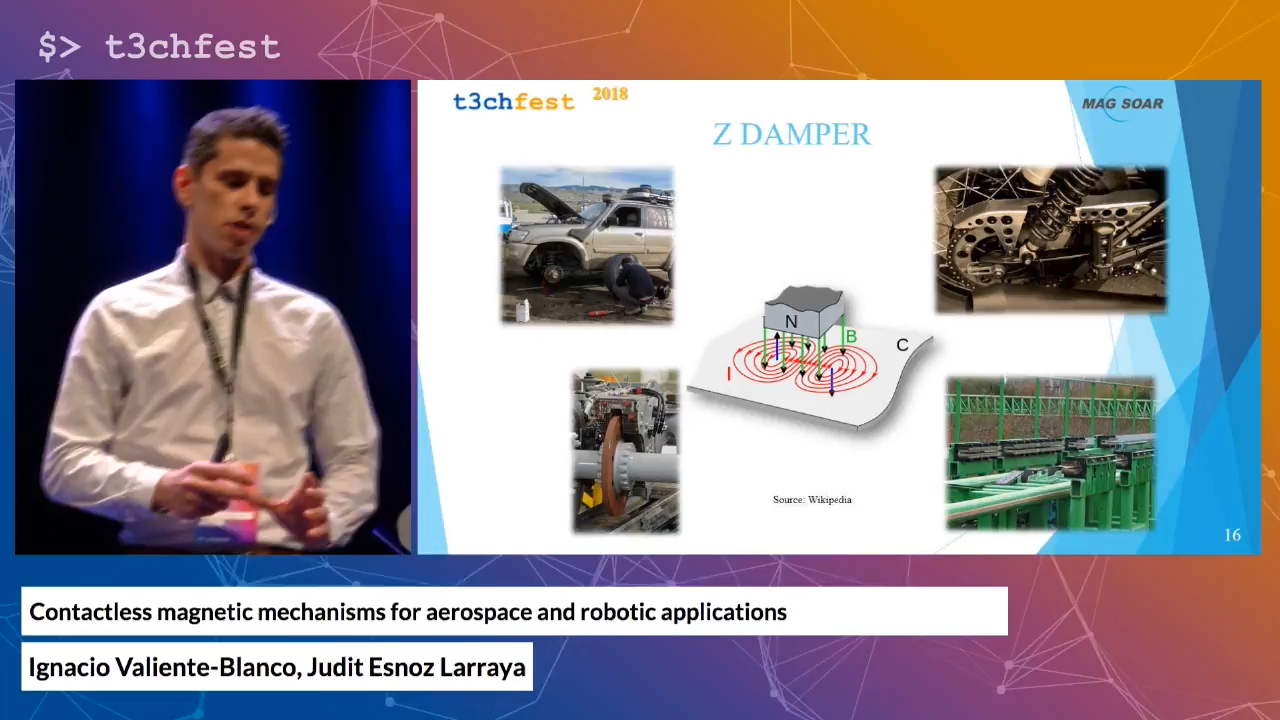 $> t3chfest
t3chfest 2018
MAG SOAR
Z DAMPER
N
B
C
I
Source: Wikipedia
16
Contactless magnetic mechanisms for aerospace and robotic applications
Ignacio Valiente-Blanco, Judit Esnoz Larraya